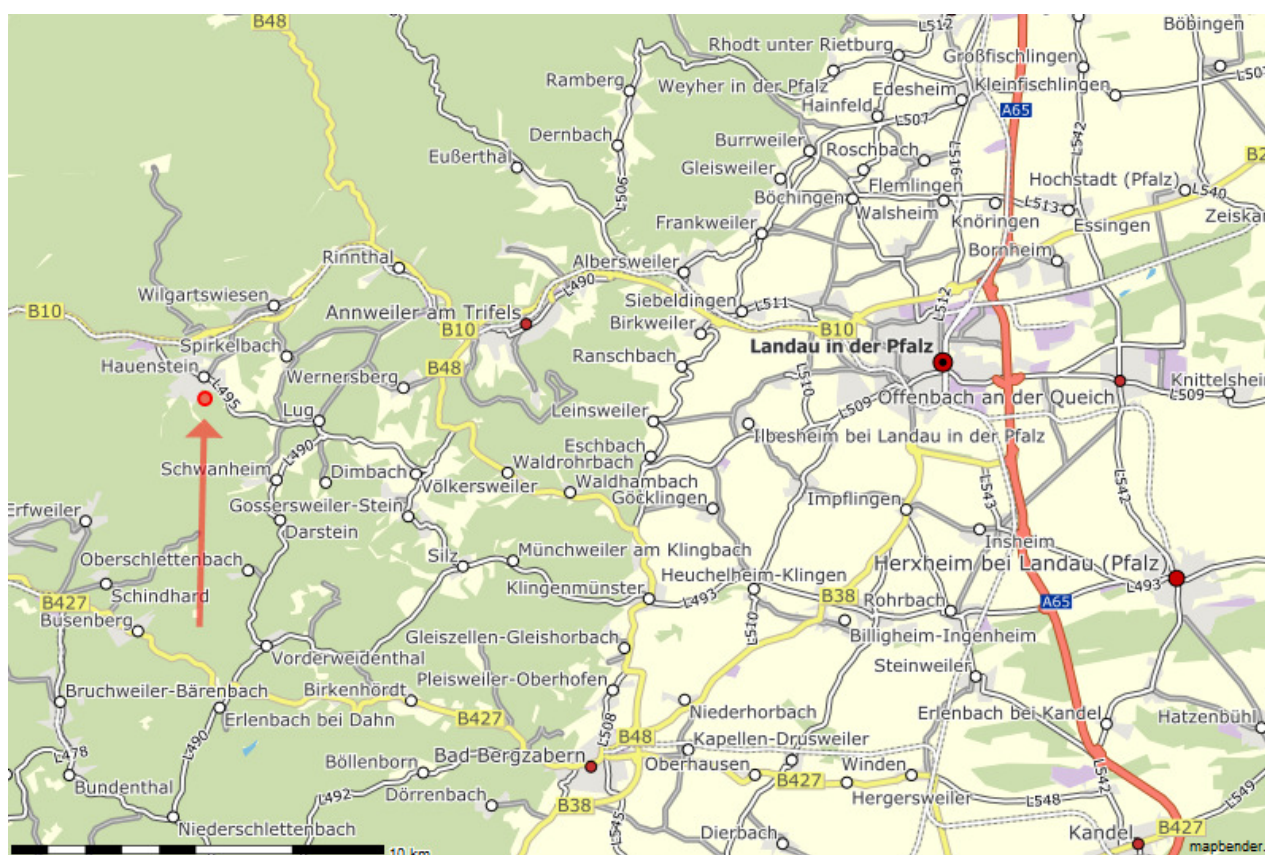 B48
L512
Böbingen
Rhodt unter Rietburg
Großfischlingen
Ramberg
Weyher in der Pfalz
Edesheim
Kleinfischlingen
L507
Hainfeld
A65
L507
L542
Dernbach
Burrweiler
Roschbach
L516
Eußerthal
L506
Gleisweiler
Flemlingen
Hochstadt (Pfalz)
L540
Böchingen
Walsheim
Knöringen
L513
Essingen
Frankweiler
Bornheim
Rinnthal
Albersweiler
L490
Wilgartswiesen
Siebeldingen
L511
L512
B10
Annweiler am Trifels
B10
Birkweiler
B10
Spirkelbach
Landau in der Pfalz
Hauenstein
B48
Ranschbach
L510
Wernersberg
L495
Offenbach an der Queich
L509
Lug
Leinsweiler
L509
L490
Eschbach
Ilbesheim bei Landau in der Pfalz
Schwanheim
Dimbach
Waldrohrbach
Völkersweiler
Waldhambach
L543
L542
Göcklingen
Impflingen
Erfweiler
Gossersweiler-Stein
Darstein
Insheim
Oberschlettenbach
Silz
Münchweiler am Klingbach
Herxheim bei Landau (Pfalz)
Schindhard
Klingenmünster
Heuchelheim-Klingen
L493
B427
L493
B38
Rohrbach
A65
Busenberg
L510
Billigheim-Ingenheim
Gleiszellen-Gleishorbach
Vorderweidenthal
Steinweiler
Pleisweiler-Oberhofen
Bruchweiler-Bärenbach
Birkenhördt
Niederhorbach
Erlenbach bei Dahn
B427
Erlenbach bei Kandel
Hatzenbühl
L508
B48
L490
Kapellen-Drusweiler
L478
Böllenborn
Bad-Bergzabern
Oberhausen
B427
Winden
L542
Bundenthal
L492
Dörrenbach
B38
Hergersweiler
L548
L549
Niederschlettenbach
L545
Dierbach
Kandel
B427
10 km
mapbender.